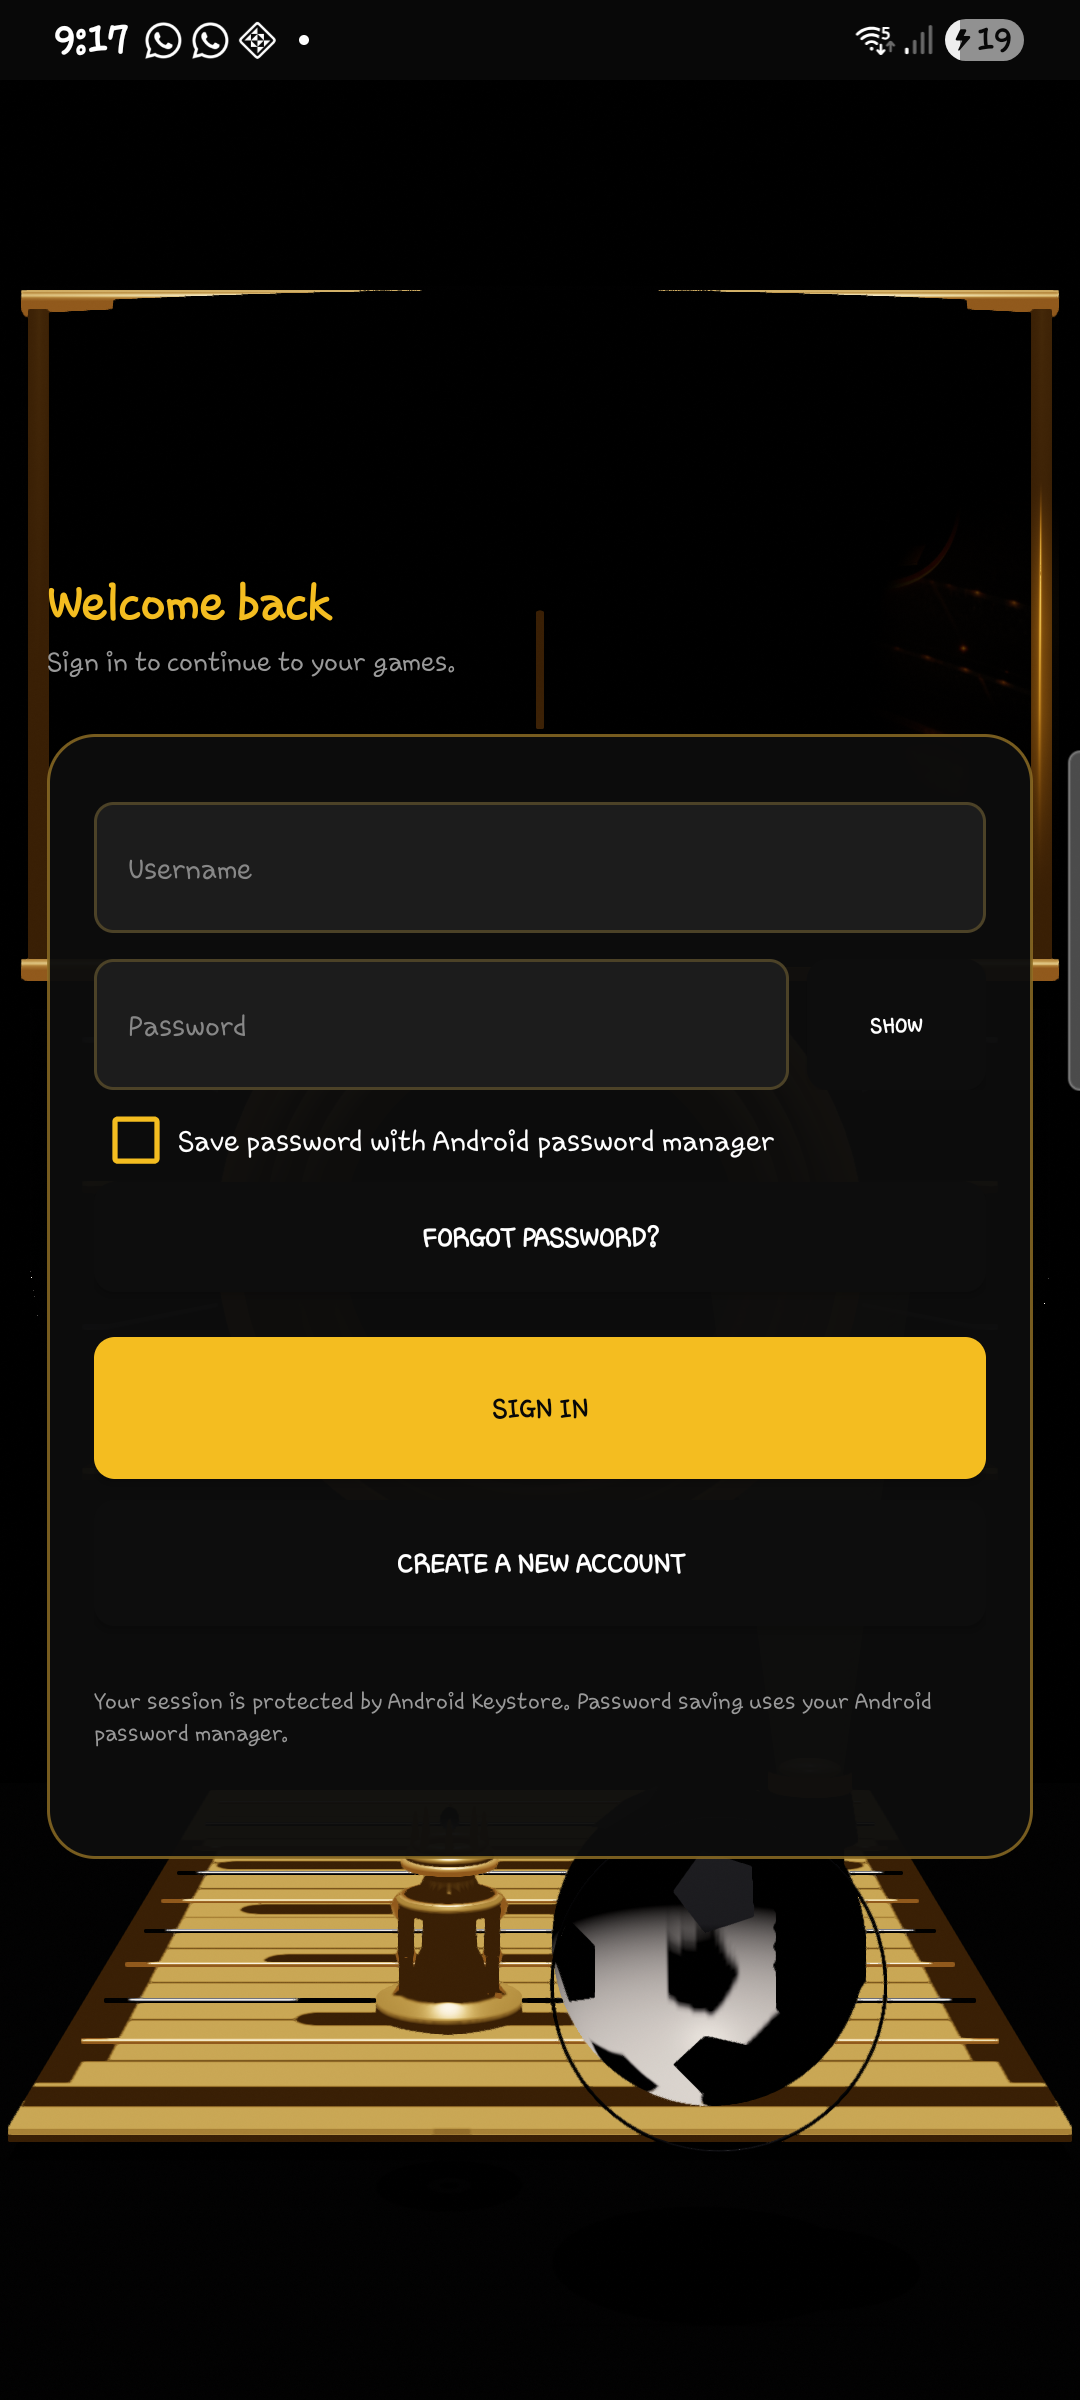 9:17
5
19
Welcome back
Sign in to continue to your games.
Username
Password
SHOW
Save password with Android password manager
FORGOT PASSWORD?
SIGN IN
CREATE A NEW ACCOUNT
Your session is protected by Android Keystore. Password saving uses your Android
password manager.